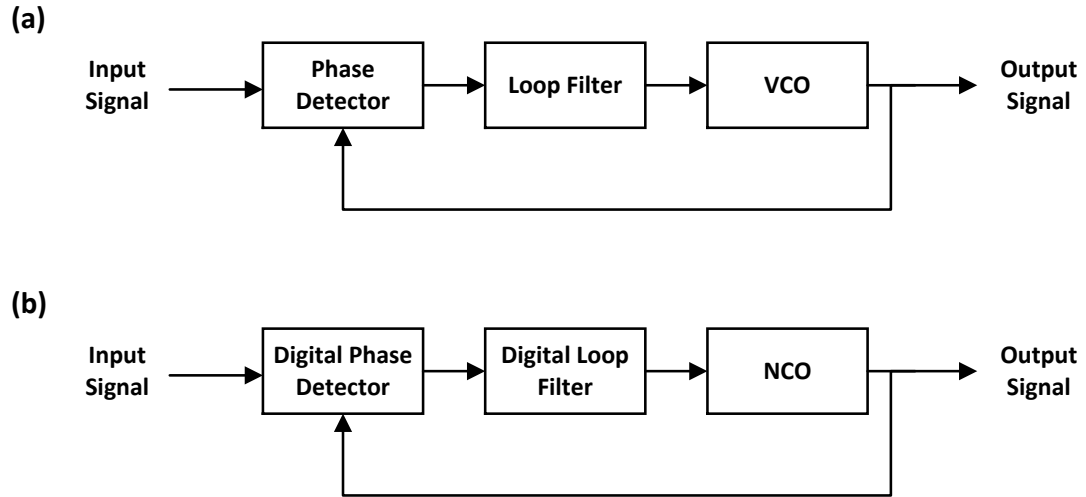 (a)
Input
Signal
Phase
Detector
Loop Filter
VCO
Output
Signal
(b)
Input
Signal
Digital Phase
Detector
Digital Loop
Filter
NCO
Output
Signal